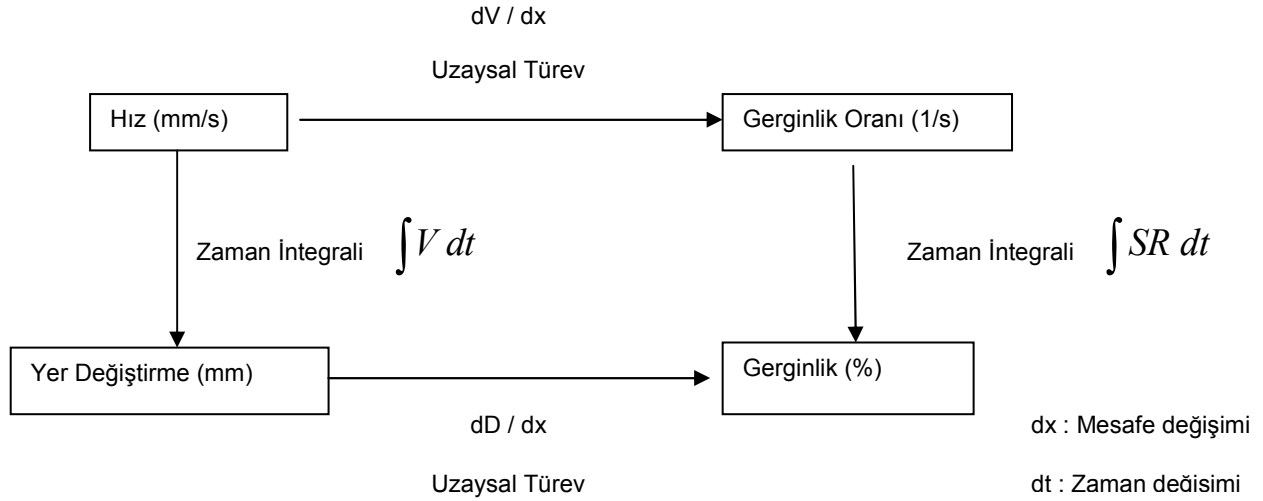 dV / dx
Uzaysal Türev
Hız (mm/s)
Gerginlik Oranı (1/s)
Zaman İntegrali ∫V dt
Zaman İntegrali ∫SR dt
Yer Değiştirme (mm)
Gerginlik (%)
dD / dx
dx : Mesafe değişimi
Uzaysal Türev
dt : Zaman değişimi